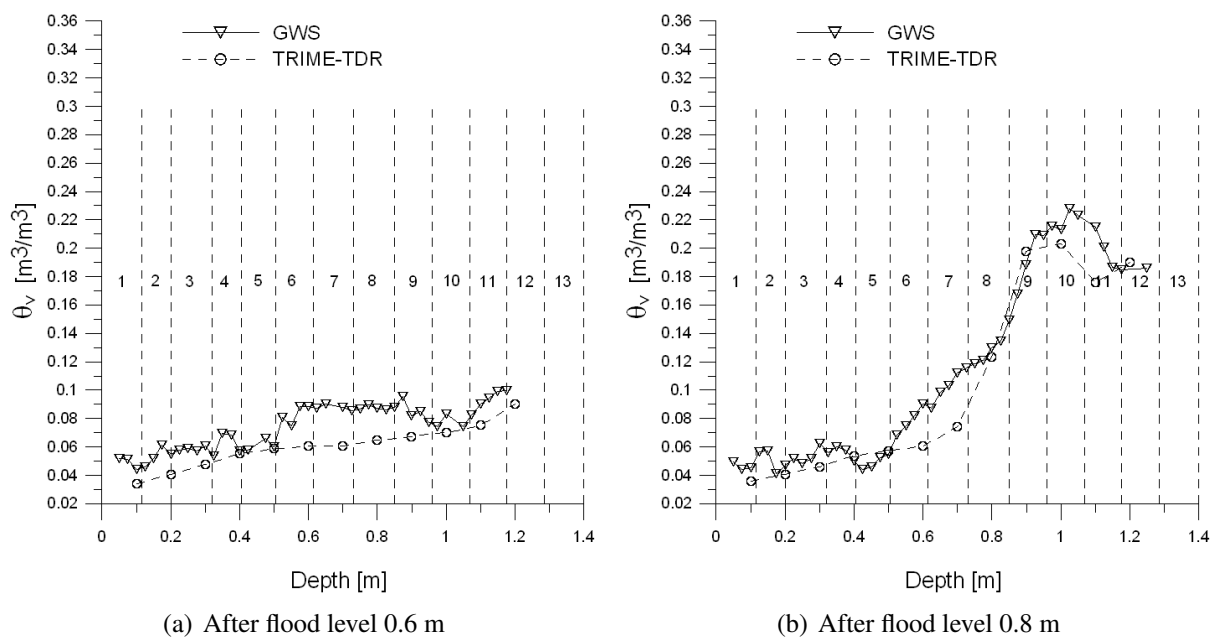 0.36
0.34
0.32
0.3
0.28
0.26
0.24
0.22
0.2
0.18
0.16
0.14
0.12
0.1
0.08
0.06
0.04
0.02
θv [m3/m3]
GWS
TRIME-TDR
1 2 3 4 5 6 7 8 9 10 11 12 13
0 0.2 0.4 0.6 0.8 1 1.2 1.4
Depth [m]
(a) After flood level 0.6 m
0.36
0.34
0.32
0.3
0.28
0.26
0.24
0.22
0.2
0.18
0.16
0.14
0.12
0.1
0.08
0.06
0.04
0.02
θv [m3/m3]
GWS
TRIME-TDR
1 2 3 4 5 6 7 8 9 10 11 12 13
0 0.2 0.4 0.6 0.8 1 1.2 1.4
Depth [m]
(b) After flood level 0.8 m